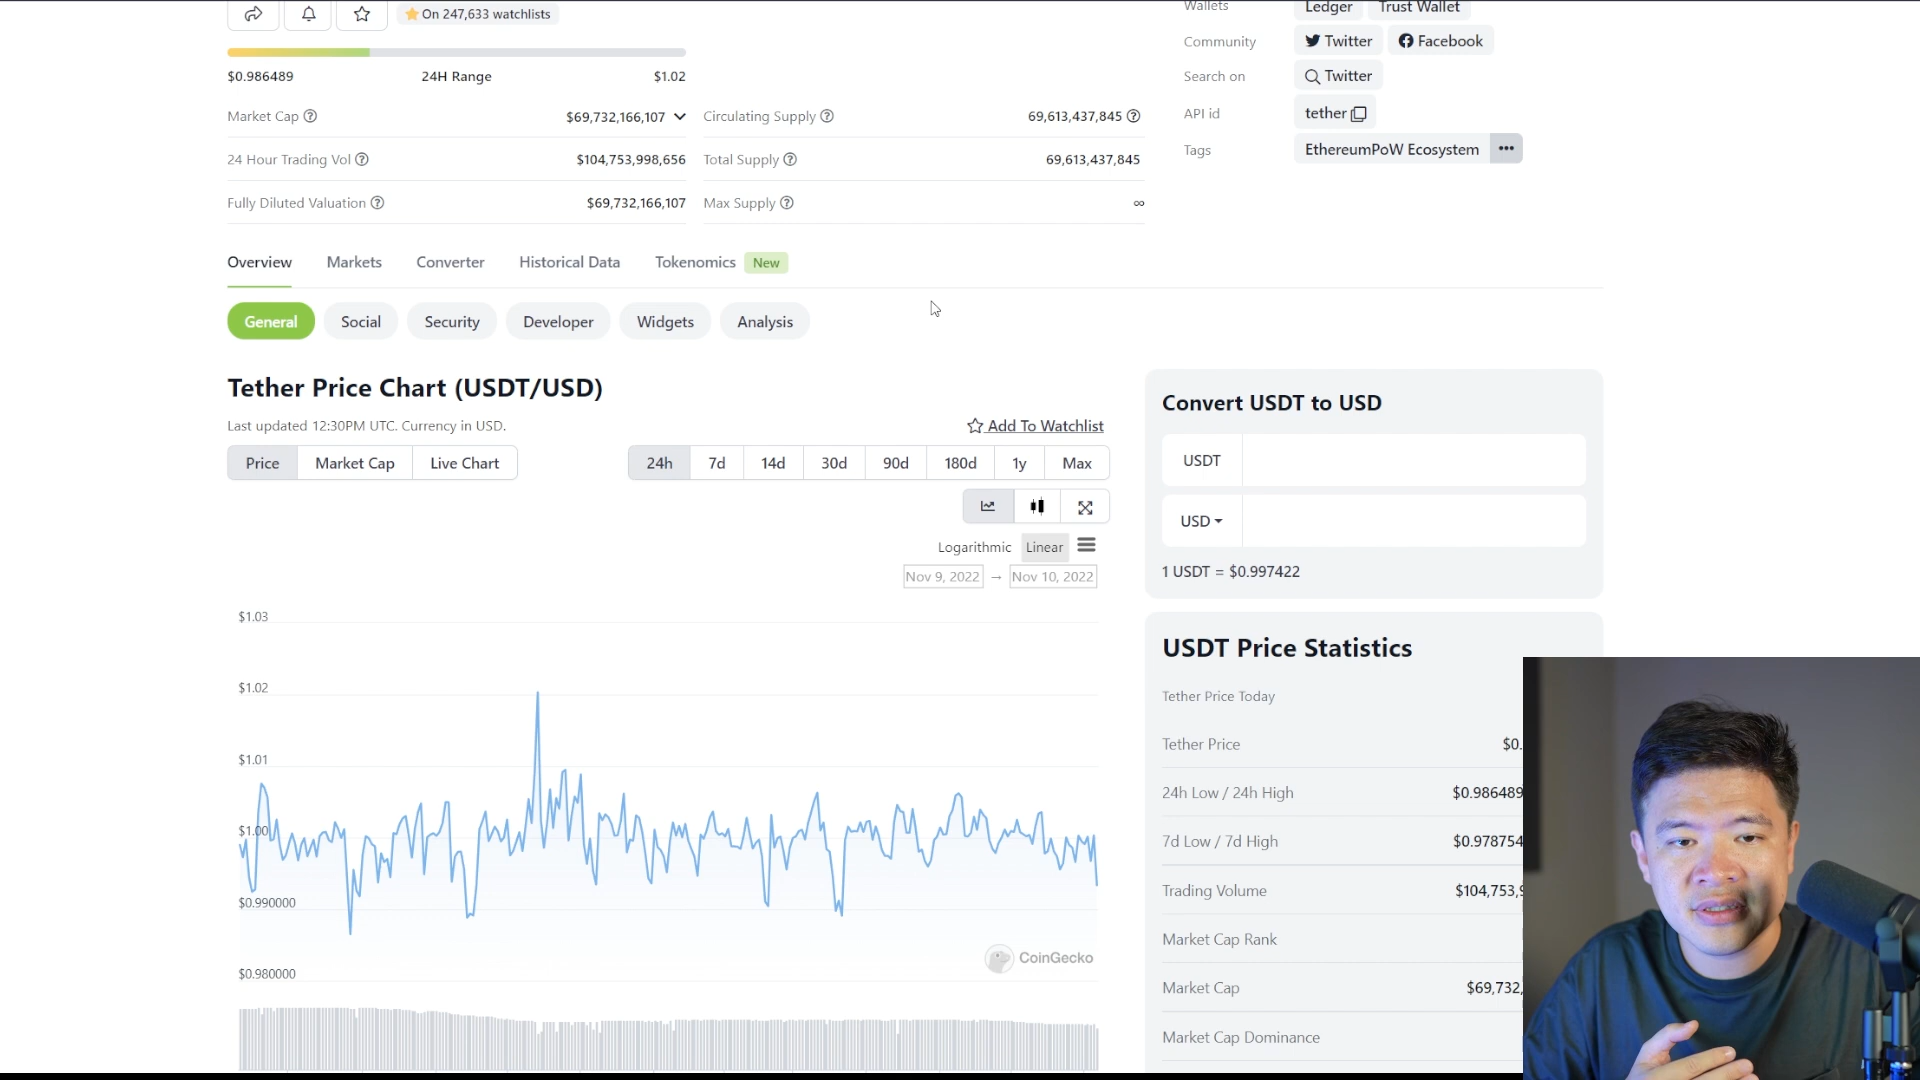 On 247,633 watchlists
$0.986489 24H Range $1.02
Market Cap $69,732,166,107
24 Hour Trading Vol $104,753,998,656
Fully Diluted Valuation $69,732,166,107
Circulating Supply 69,613,437,845
Total Supply 69,613,437,845
Max Supply ∞
Wallets Ledger Trust Wallet
Community Twitter Facebook
Search on Twitter
API id tether
Tags EthereumPoW Ecosystem •••
Overview Markets Converter Historical Data Tokenomics New
General Social Security Developer Widgets Analysis
Tether Price Chart (USDT/USD)
Last updated 12:30PM UTC. Currency in USD.
Add To Watchlist
Price Market Cap Live Chart
24h 7d 14d 30d 90d 180d 1y Max
Logarithmic Linear
Nov 9, 2022 → Nov 10, 2022
$1.03
$1.02
$1.01
$1.00
$0.990000
$0.980000
CoinGecko
Convert USDT to USD
USDT
USD
1 USDT = $0.997422
USDT Price Statistics
Tether Price Today
Tether Price $0.
24h Low / 24h High $0.986489
7d Low / 7d High $0.978754
Trading Volume $104,753,9
Market Cap Rank
Market Cap $69,732,
Market Cap Dominance